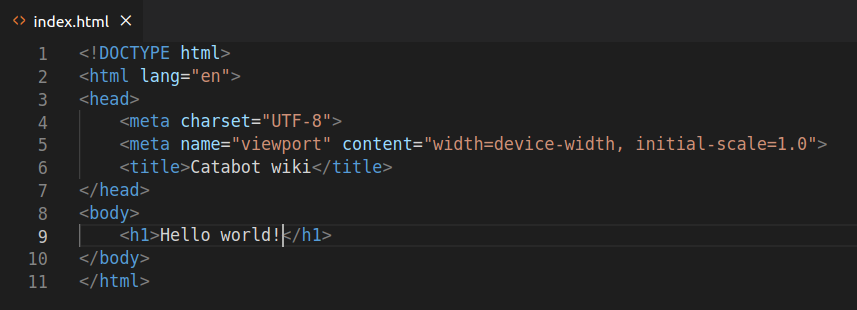 index.html
1 <!DOCTYPE html>
2 <html lang="en">
3 <head>
4     <meta charset="UTF-8">
5     <meta name="viewport" content="width=device-width, initial-scale=1.0">
6     <title>Catabot wiki</title>
7 </head>
8 <body>
9     <h1>Hello world!</h1>
10 </body>
11 </html>